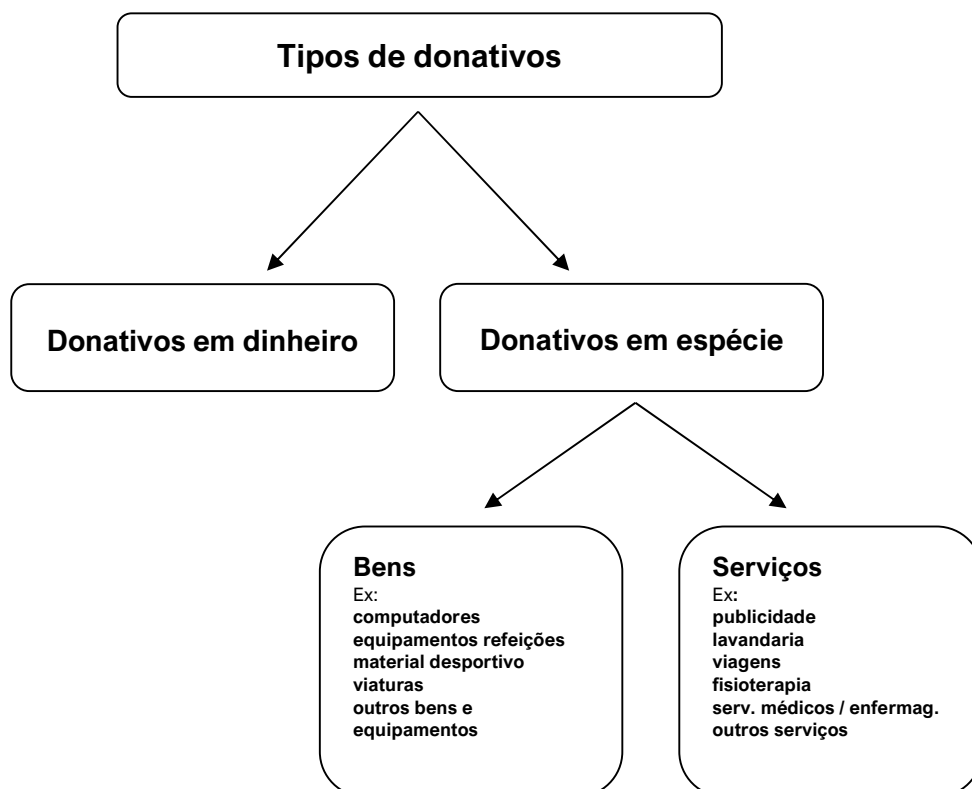 Tipos de donativos
Donativos em dinheiro
Donativos em espécie
Bens
Ex:
computadores
equipamentos refeições
material desportivo
viaturas
outros bens e
equipamentos
Serviços
Ex:
publicidade
lavandaria
viagens
fisioterapia
serv. médicos / enfermag.
outros serviços